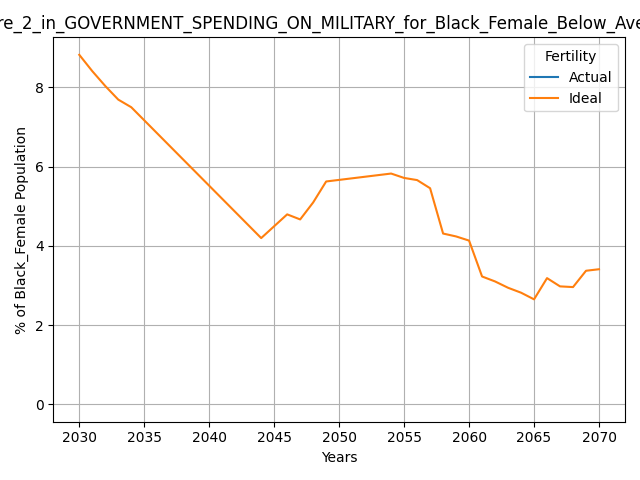 re_2_in_GOVERNMENT_SPENDING_ON_MILITARY_for_Black_Female_Below_Ave
Fertility
Actual
Ideal
% of Black_Female Population
8
6
4
2
0
2030 2035 2040 2045 2050 2055 2060 2065 2070
Years